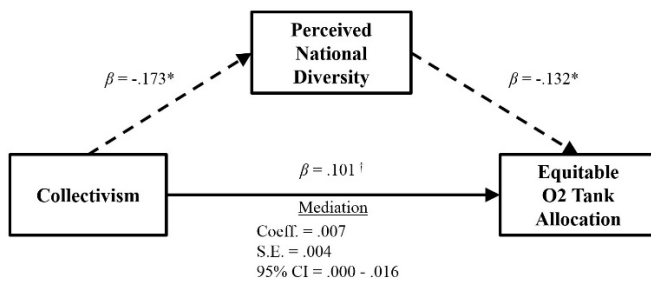 Perceived
National
Diversity
β = -.173*
β = -.132*
Collectivism
β = .101 †
Equitable
O2 Tank
Allocation
Mediation
Coeff. = .007
S.E. = .004
95% CI = .000 - .016